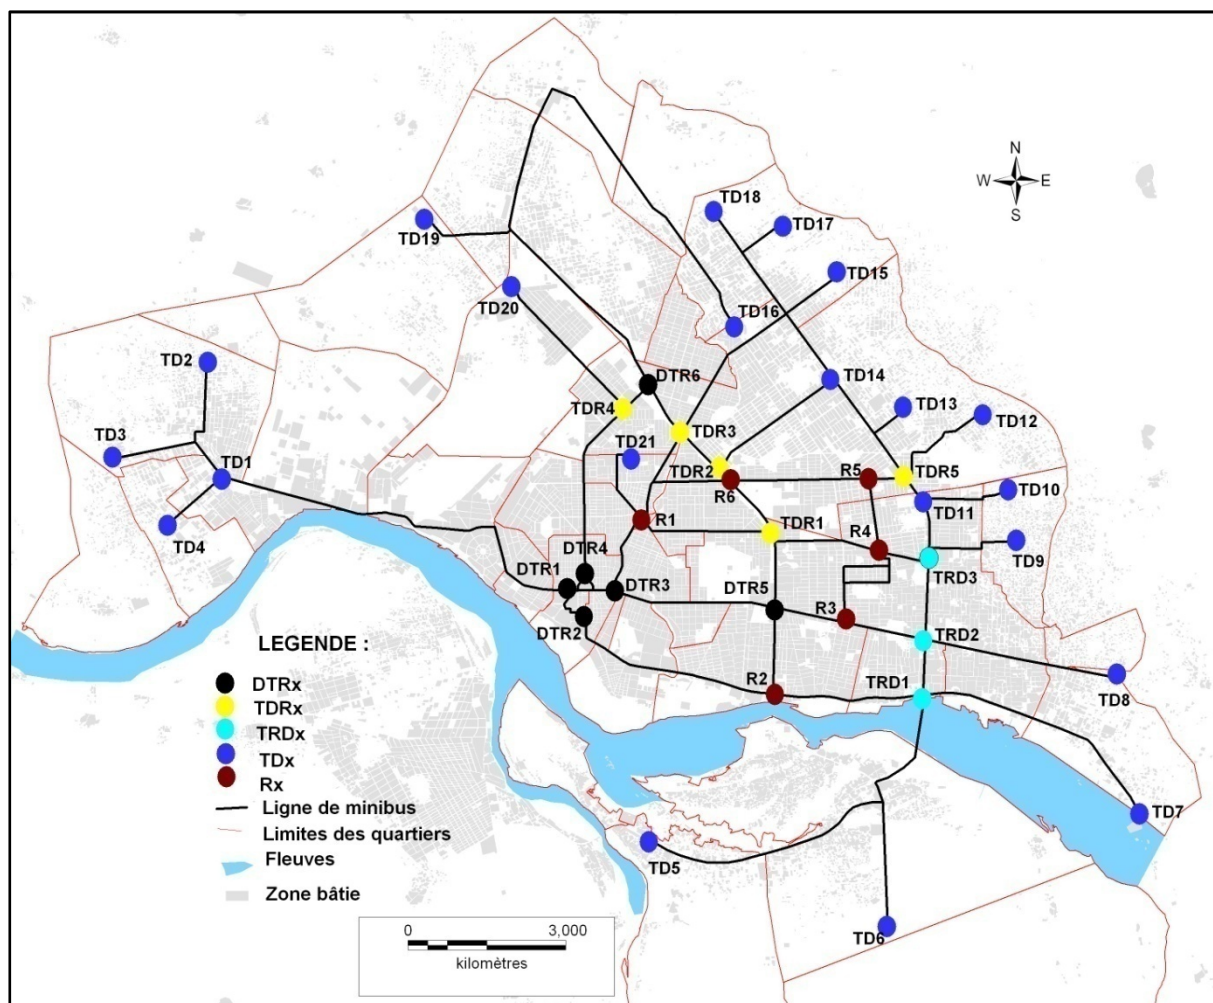 N
W E
S
TD18
TD17
TD19
TD15
TD20
TD16
TD2
DTR6
TD14
TDR4
TD13
TD12
TDR3
TD21
TD3
TD1
TDR2
R5
TDR5
R6
TD10
TD11
TD4
R1
TDR1
R4
TD9
DTR4
TRD3
DTR1
DTR3
DTR5
R3
DTR2
TRD2
R2
TRD1
TD8
TD7
TD5
TD6
LEGENDE :
DTRx
TDRx
TRDx
TDx
Rx
Ligne de minibus
Limites des quartiers
Fleuves
Zone bâtie
0 3,000
kilomètres